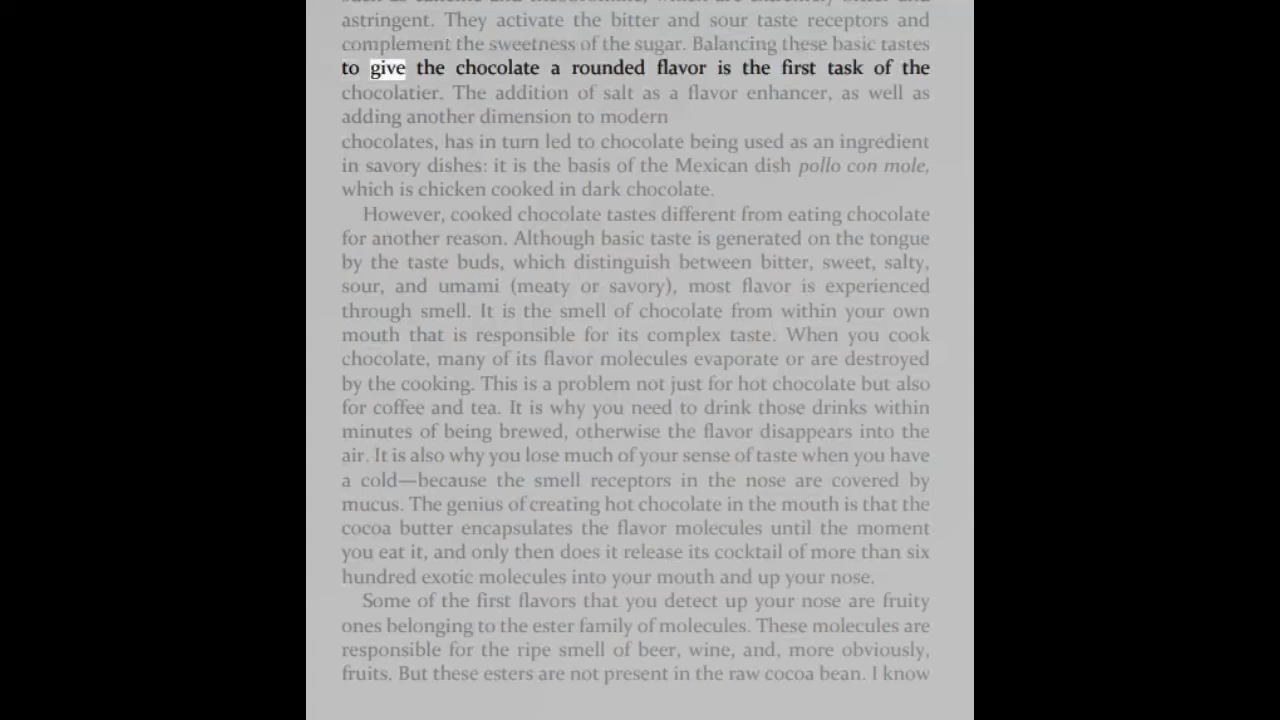 astringent. They activate the bitter and sour taste receptors and
complement the sweetness of the sugar. Balancing these basic tastes
to give the chocolate a rounded flavor is the first task of the
chocolatier. The addition of salt as a flavor enhancer, as well as
adding another dimension to modern
chocolates, has in turn led to chocolate being used as an ingredient
in savory dishes: it is the basis of the Mexican dish pollo con mole,
which is chicken cooked in dark chocolate.
However, cooked chocolate tastes different from eating chocolate
for another reason. Although basic taste is generated on the tongue
by the taste buds, which distinguish between bitter, sweet, salty,
sour, and umami (meaty or savory), most flavor is experienced
through smell. It is the smell of chocolate from within your own
mouth that is responsible for its complex taste. When you cook
chocolate, many of its flavor molecules evaporate or are destroyed
by the cooking. This is a problem not just for hot chocolate but also
for coffee and tea. It is why you need to drink those drinks within
minutes of being brewed, otherwise the flavor disappears into the
air. It is also why you lose much of your sense of taste when you have
a cold—because the smell receptors in the nose are covered by
mucus. The genius of creating hot chocolate in the mouth is that the
cocoa butter encapsulates the flavor molecules until the moment
you eat it, and only then does it release its cocktail of more than six
hundred exotic molecules into your mouth and up your nose.
Some of the first flavors that you detect up your nose are fruity
ones belonging to the ester family of molecules. These molecules are
responsible for the ripe smell of beer, wine, and, more obviously,
fruits. But these esters are not present in the raw cocoa bean. I know